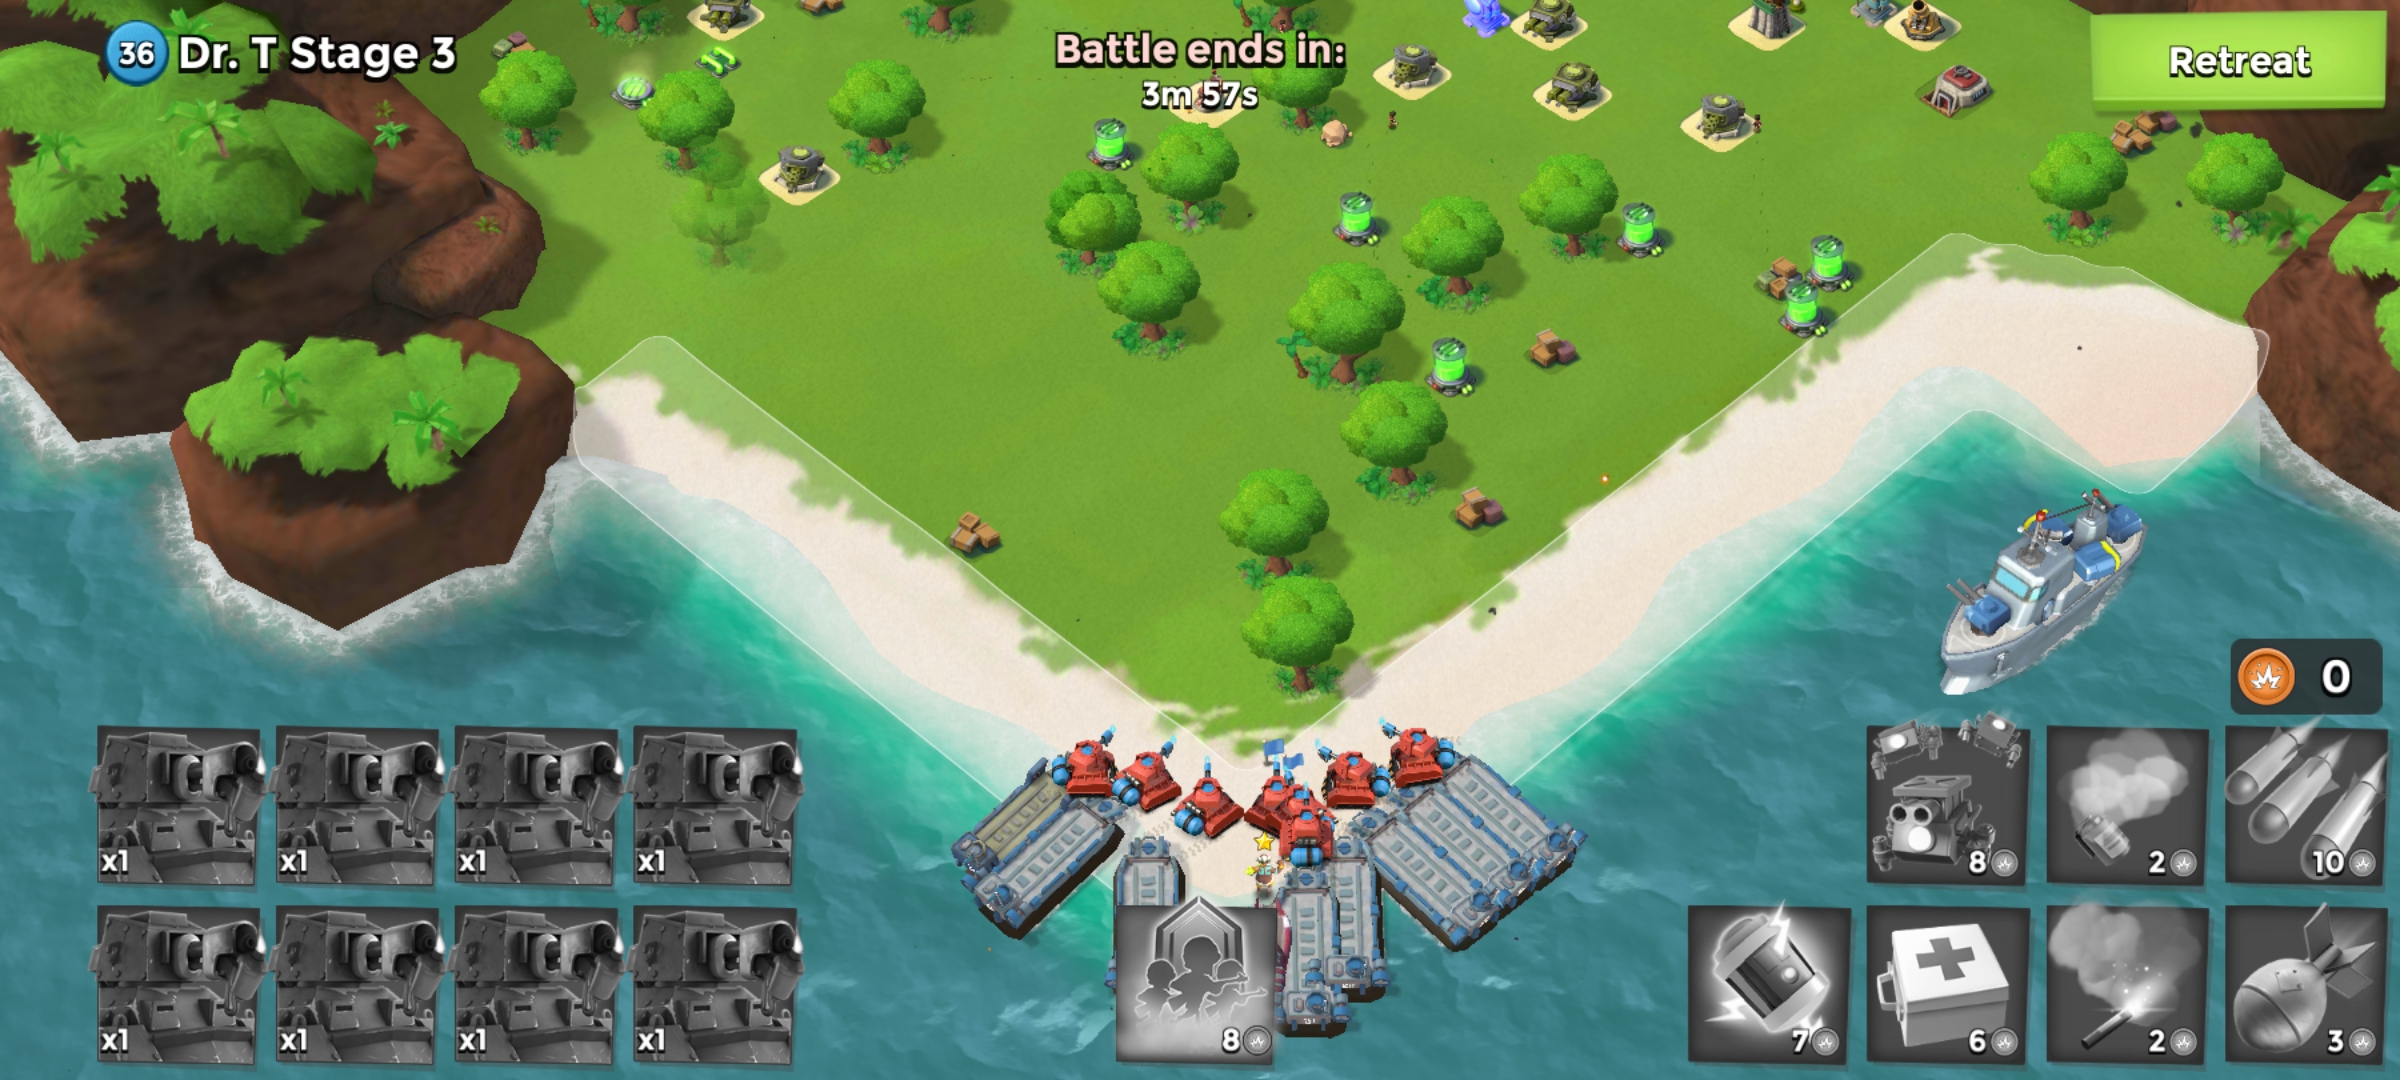 36 Dr. T Stage 3
Battle ends in:
3m 57s
Retreat
0
x1 x1 x1 x1
8 2 10
x1 x1 x1 x1
8
7 6 2 3